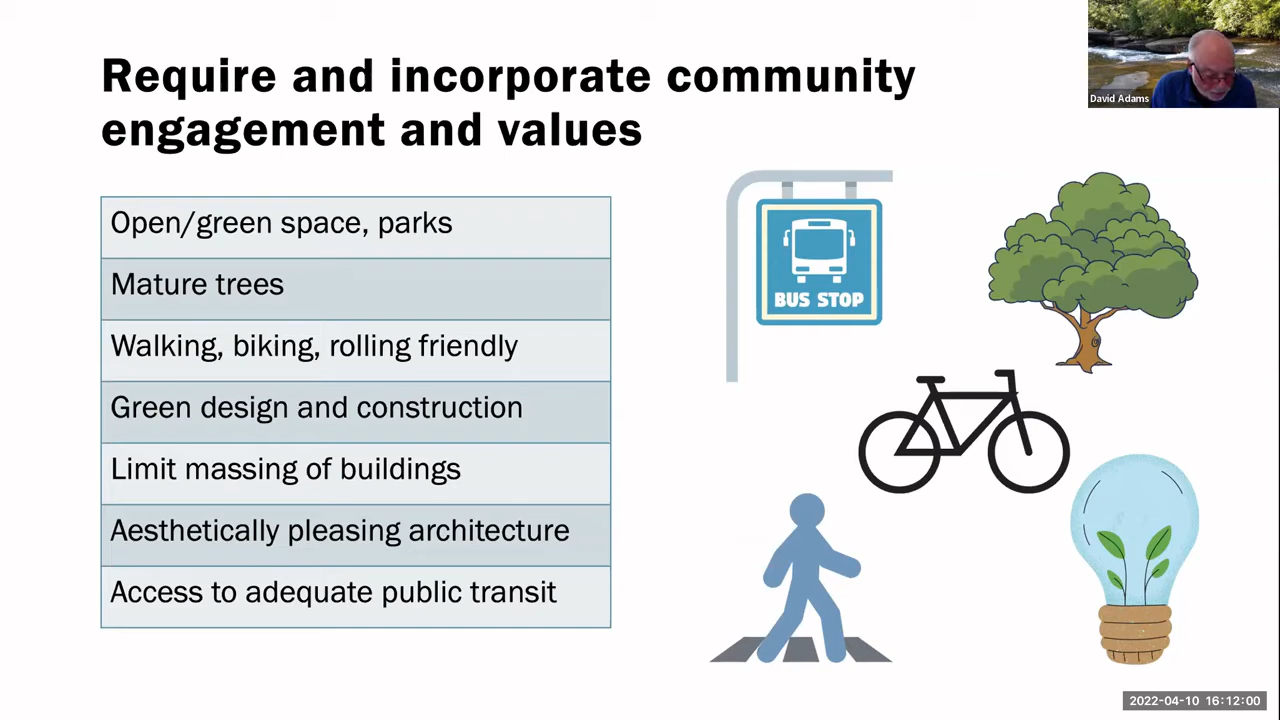 Require and incorporate community
engagement and values
David Adams
Open/green space, parks
Mature trees
Walking, biking, rolling friendly
Green design and construction
Limit massing of buildings
Aesthetically pleasing architecture
Access to adequate public transit
BUS STOP
2022-04-10 16:12:00